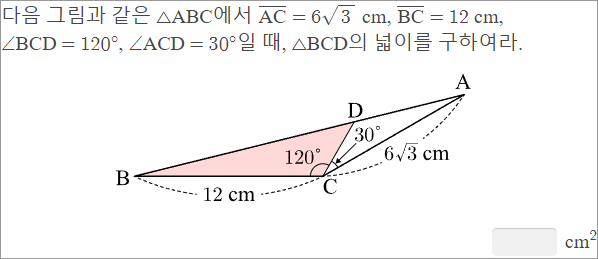 다음 그림과 같은 △ABC에서 \overline{AC} = 6√3 cm, \overline{BC} = 12 cm,
∠BCD = 120°, ∠ACD = 30°일 때, △BCD의 넓이를 구하여라.
A
D
30°
120°
6√3 cm
B
C
12 cm
cm²